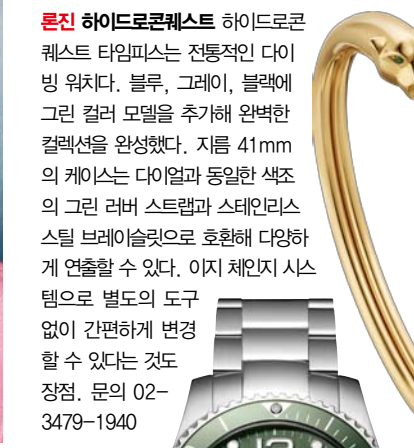 론진 하이드로콘퀘스트 하이드로콘
퀘스트 타임피스는 전통적인 다이
빙 워치다. 블루, 그레이, 블랙에
그린 컬러 모델을 추가해 완벽한
컬렉션을 완성했다. 지름 41mm
의 케이스는 다이얼과 동일한 색조
의 그린 러버 스트랩과 스테인리스
스틸 브레이슬릿으로 호환해 다양하
게 연출할 수 있다. 이지 체인지 시스
템으로 별도의 도구
없이 간편하게 변경
할 수 있다는 것도
장점. 문의 02-
3479-1940